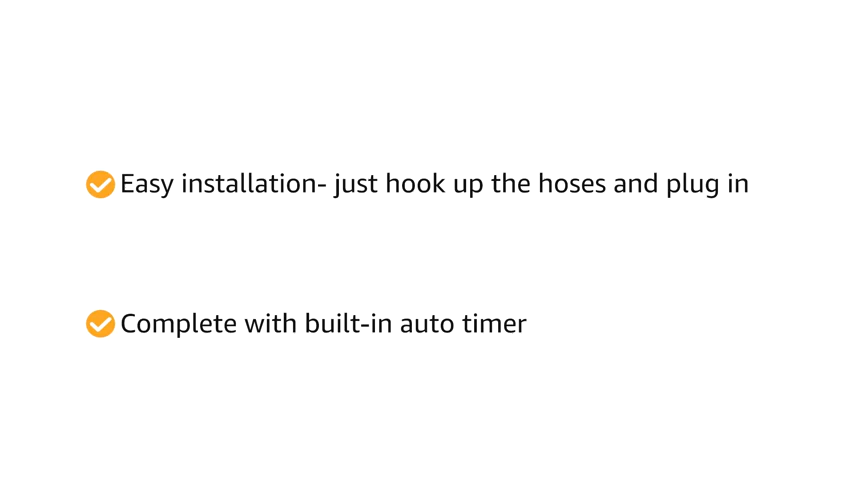 Easy installation- just hook up the hoses and plug in
Complete with built-in auto timer